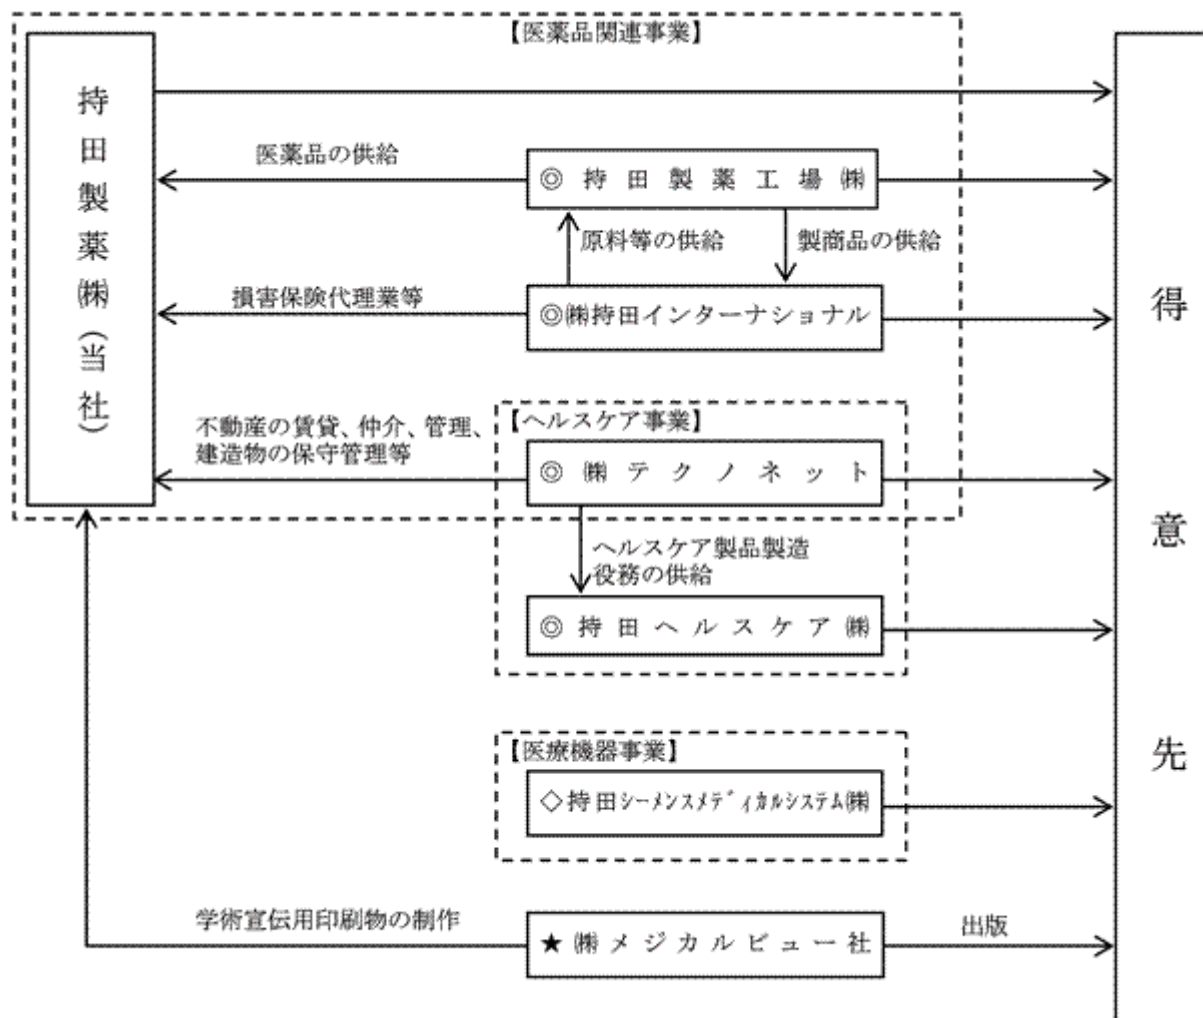 【医薬品関連事業】
持田製薬㈱(当社)
医薬品の供給
◎ 持田製薬工場㈱
原料等の供給
製商品の供給
損害保険代理業等
◎㈱持田インターナショナル
得意先
不動産の賃貸、仲介、管理、
建造物の保守管理等
【ヘルスケア事業】
◎ ㈱テクノネット
ヘルスケア製品製造
役務の供給
◎ 持田ヘルスケア㈱
【医療機器事業】
◇持田シーメンスメディカルシステム㈱
学術宣伝用印刷物の制作
★ ㈱メジカルビュー社
出版